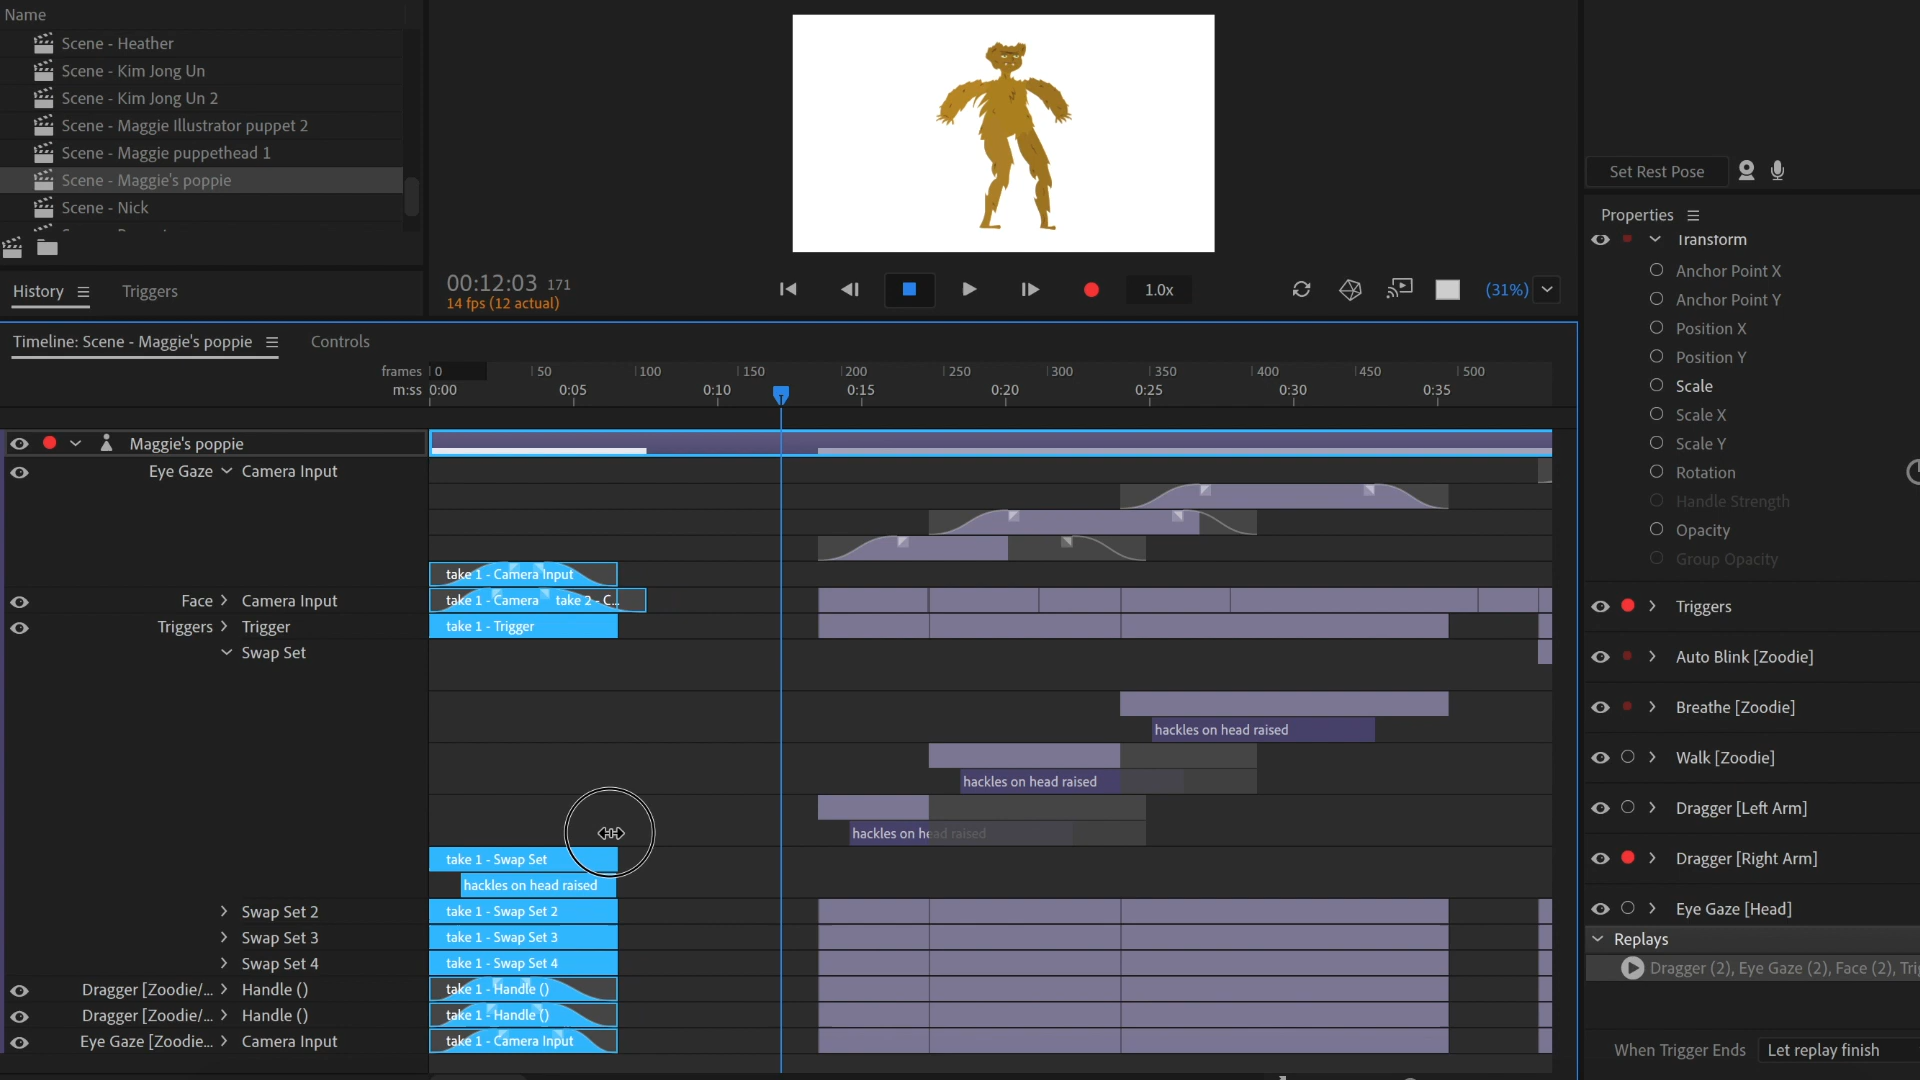 Name
Scene - Heather
Scene - Kim Jong Un
Scene - Kim Jong Un 2
Scene - Maggie Illustrator puppet 2
Scene - Maggie puppethead 1
Scene - Maggie's poppie
Scene - Nick
History
Triggers
00:12:03 171
14 fps (12 actual)
1.0x
(31%)
Set Rest Pose
Properties
Transform
Anchor Point X
Anchor Point Y
Position X
Position Y
Scale
Scale X
Scale Y
Rotation
Handle Strength
Opacity
Group Opacity
Triggers
Auto Blink [Zoodie]
Breathe [Zoodie]
Walk [Zoodie]
Dragger [Left Arm]
Dragger [Right Arm]
Eye Gaze [Head]
Replays
Dragger (2), Eye Gaze (2), Face (2), Tri
When Trigger Ends Let replay finish
Timeline: Scene - Maggie's poppie
Controls
frames 0 50 100 150 200 250 300 350 400 450 500
m:ss 0:00 0:05 0:10 0:15 0:20 0:25 0:30 0:35
Maggie's poppie
Eye Gaze Camera Input
take 1 - Camera Input
Face Camera Input take 1 - Camera take 2 - C...
Triggers Trigger take 1 - Trigger
Swap Set
hackles on head raised
hackles on head raised
hackles on head raised
take 1 - Swap Set
hackles on head raised
Swap Set 2 take 1 - Swap Set 2
Swap Set 3 take 1 - Swap Set 3
Swap Set 4 take 1 - Swap Set 4
Dragger [Zoodie/... Handle () take 1 - Handle ()
Dragger [Zoodie/... Handle () take 1 - Handle ()
Eye Gaze [Zoodie... Camera Input take 1 - Camera Input